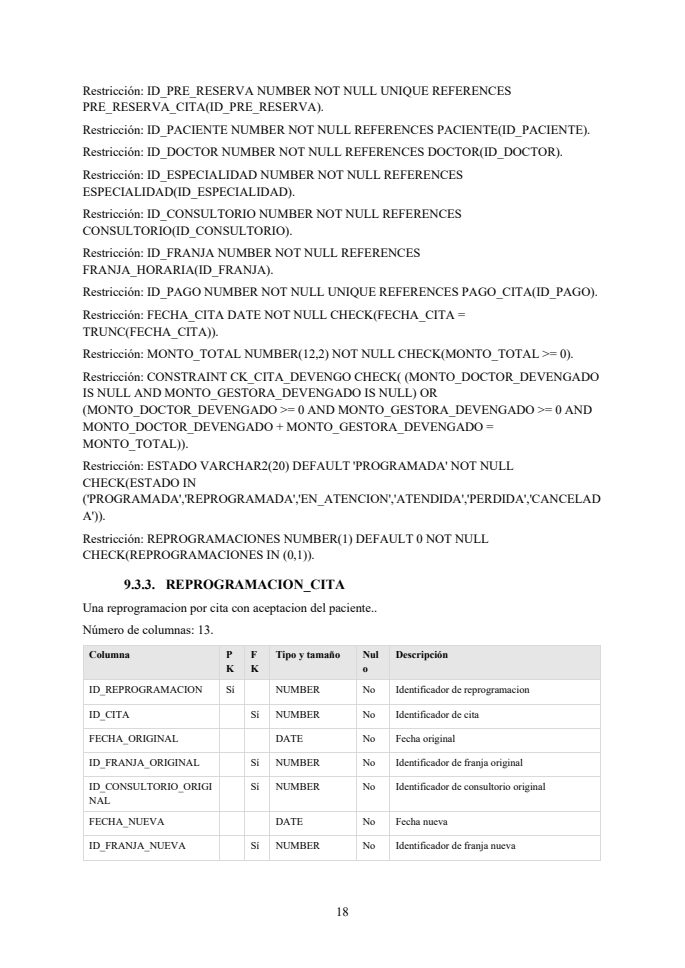 Restricción: ID_PRE_RESERVA NUMBER NOT NULL UNIQUE REFERENCES
PRE_RESERVA_CITA(ID_PRE_RESERVA).
Restricción: ID_PACIENTE NUMBER NOT NULL REFERENCES PACIENTE(ID_PACIENTE).
Restricción: ID_DOCTOR NUMBER NOT NULL REFERENCES DOCTOR(ID_DOCTOR).
Restricción: ID_ESPECIALIDAD NUMBER NOT NULL REFERENCES
ESPECIALIDAD(ID_ESPECIALIDAD).
Restricción: ID_CONSULTORIO NUMBER NOT NULL REFERENCES
CONSULTORIO(ID_CONSULTORIO).
Restricción: ID_FRANJA NUMBER NOT NULL REFERENCES
FRANJA_HORARIA(ID_FRANJA).
Restricción: ID_PAGO NUMBER NOT NULL UNIQUE REFERENCES PAGO_CITA(ID_PAGO).
Restricción: FECHA_CITA DATE NOT NULL CHECK(FECHA_CITA =
TRUNC(FECHA_CITA)).
Restricción: MONTO_TOTAL NUMBER(12,2) NOT NULL CHECK(MONTO_TOTAL >= 0).
Restricción: CONSTRAINT CK_CITA_DEVENGO CHECK( (MONTO_DOCTOR_DEVENGADO
IS NULL AND MONTO_GESTORA_DEVENGADO IS NULL) OR
(MONTO_DOCTOR_DEVENGADO >= 0 AND MONTO_GESTORA_DEVENGADO >= 0 AND
MONTO_DOCTOR_DEVENGADO + MONTO_GESTORA_DEVENGADO =
MONTO_TOTAL)).
Restricción: ESTADO VARCHAR2(20) DEFAULT 'PROGRAMADA' NOT NULL
CHECK(ESTADO IN
('PROGRAMADA','REPROGRAMADA','EN_ATENCION','ATENDIDA','PERDIDA','CANCELAD
A')).
Restricción: REPROGRAMACIONES NUMBER(1) DEFAULT 0 NOT NULL
CHECK(REPROGRAMACIONES IN (0,1)).
9.3.3. REPROGRAMACION_CITA
Una reprogramacion por cita con aceptacion del paciente..
Número de columnas: 13.
Columna P F Tipo y tamaño Nul Descripción
K K o
ID_REPROGRAMACION Sí NUMBER No Identificador de reprogramacion
ID_CITA Sí NUMBER No Identificador de cita
FECHA_ORIGINAL DATE No Fecha original
ID_FRANJA_ORIGINAL Sí NUMBER No Identificador de franja original
ID_CONSULTORIO_ORIGI Sí NUMBER No Identificador de consultorio original
NAL
FECHA_NUEVA DATE No Fecha nueva
ID_FRANJA_NUEVA Sí NUMBER No Identificador de franja nueva
18